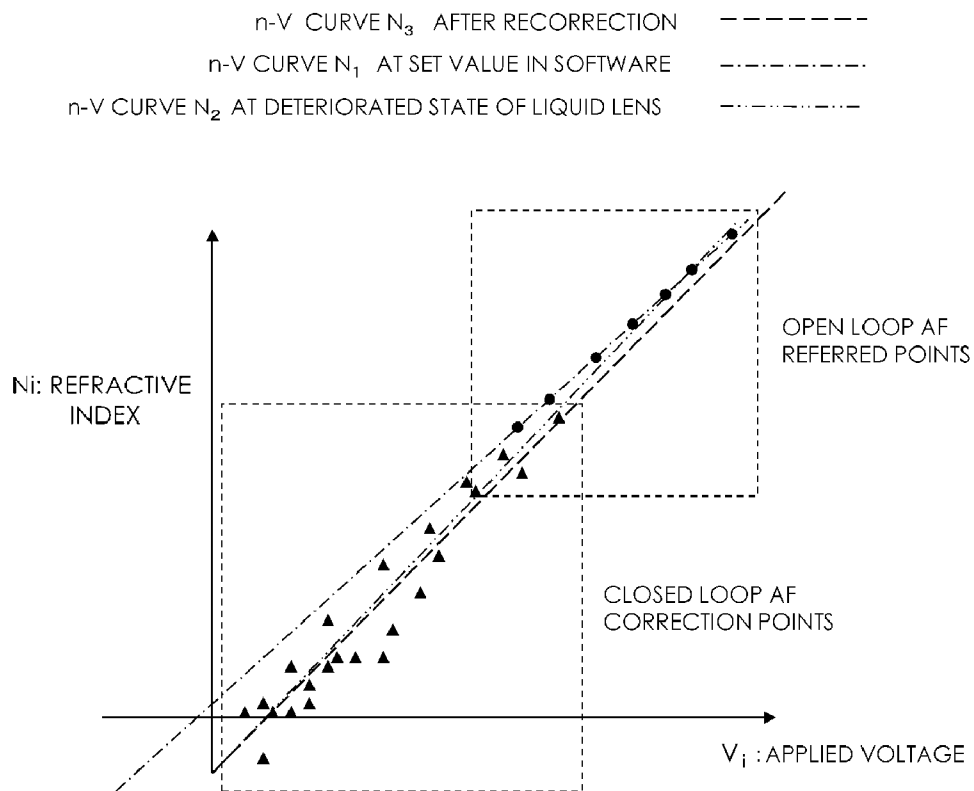 n-V CURVE N₃ AFTER RECORRECTION
n-V CURVE N₁ AT SET VALUE IN SOFTWARE
n-V CURVE N₂ AT DETERIORATED STATE OF LIQUID LENS
OPEN LOOP AF
REFERRED POINTS
Ni: REFRACTIVE
INDEX
CLOSED LOOP AF
CORRECTION POINTS
Vᵢ : APPLIED VOLTAGE